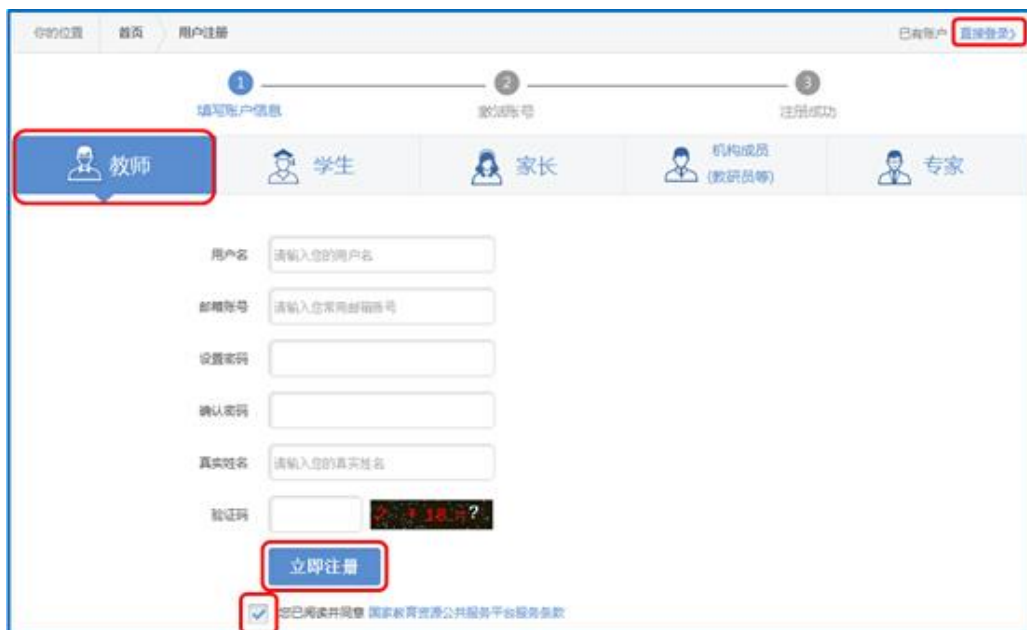 你的位置 首页 用户注册 已有账户 直接登录>
1 2 3
填写账户信息 激活账号 注册成功
教师 学生 家长 机构成员 (教研员等) 专家
用户名 请输入您的用户名
邮箱账号 请输入您常用邮箱账号
设置密码
确认密码
真实姓名 请输入您的真实姓名
验证码 2 + 18 = ?
立即注册
您已阅读并同意 国家教育资源公共服务平台服务条款